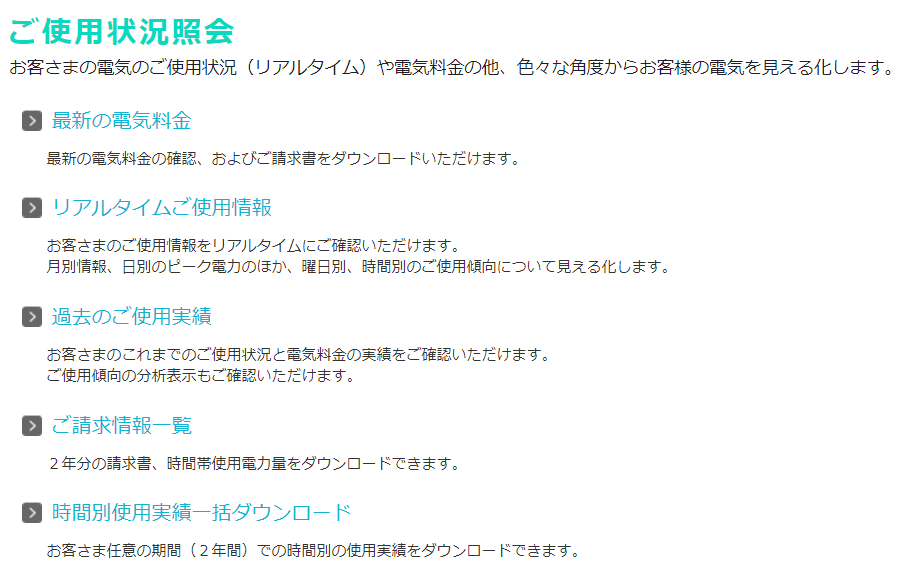 ご使用状況照会
お客さまの電気のご使用状況（リアルタイム）や電気料金の他、色々な角度からお客様の電気を見える化します。
最新の電気料金
最新の電気料金の確認、およびご請求書をダウンロードいただけます。
リアルタイムご使用情報
お客さまのご使用情報をリアルタイムにご確認いただけます。
月別情報、日別のピーク電力のほか、曜日別、時間別のご使用傾向について見える化します。
過去のご使用実績
お客さまのこれまでのご使用状況と電気料金の実績をご確認いただけます。
ご使用傾向の分析表示もご確認いただけます。
ご請求情報一覧
２年分の請求書、時間帯使用電力量をダウンロードできます。
時間別使用実績一括ダウンロード
お客さま任意の期間（２年間）での時間別の使用実績をダウンロードできます。